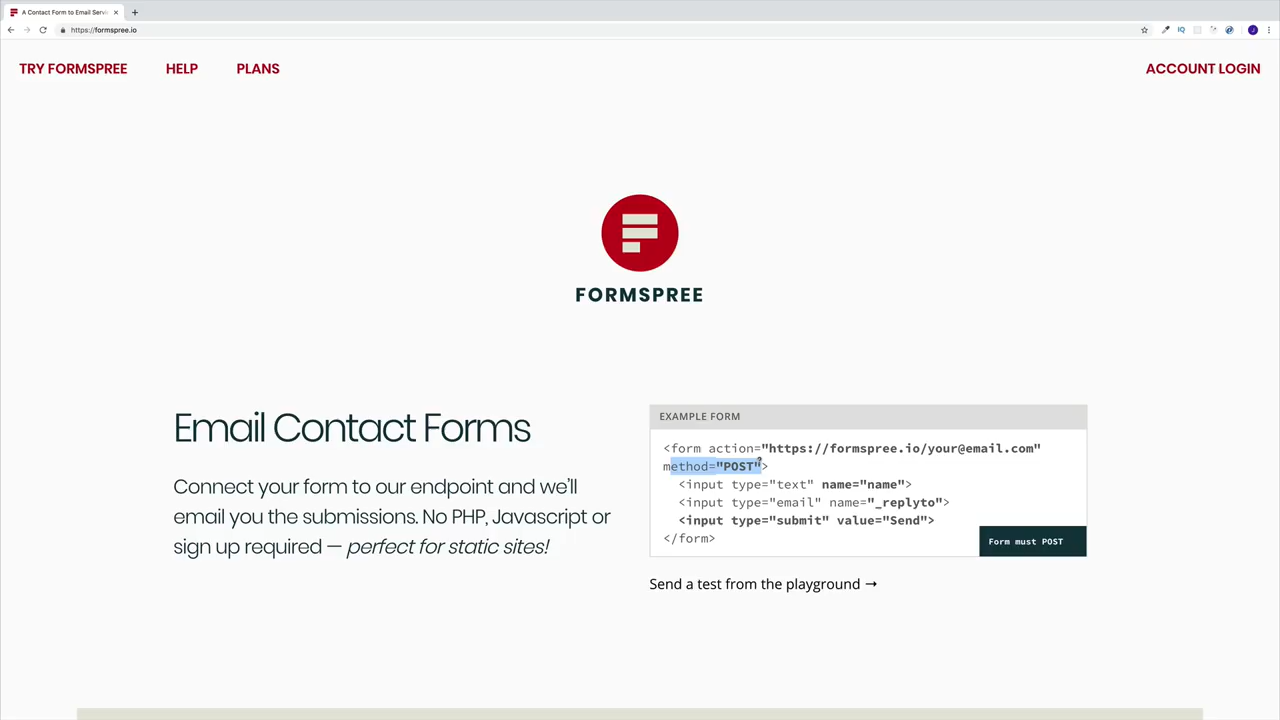 A Contact Form to Email Serv
https://formspree.io
IQ
J
TRY FORMSPREE
HELP
PLANS
ACCOUNT LOGIN
FORMSPREE
Email Contact Forms
Connect your form to our endpoint and we'll
email you the submissions. No PHP, Javascript or
sign up required — perfect for static sites!
EXAMPLE FORM
<form action="https://formspree.io/your@email.com"
method="POST">
<input type="text" name="name">
<input type="email" name="_replyto">
<input type="submit" value="Send">
</form>
Form must POST
Send a test from the playground →